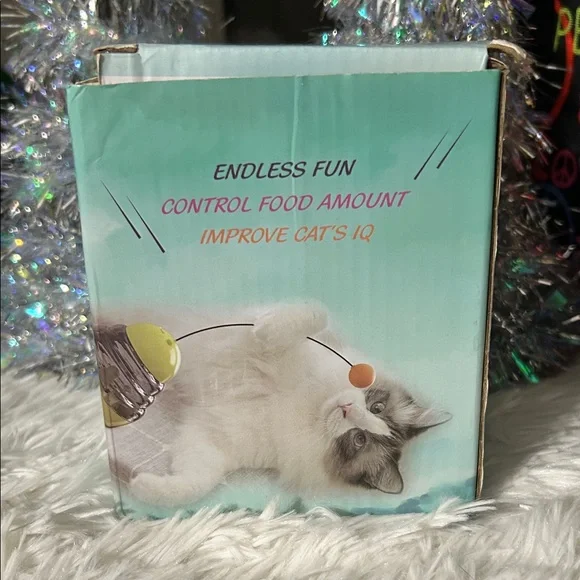 ENDLESS FUN
CONTROL FOOD AMOUNT
IMPROVE CAT'S IQ